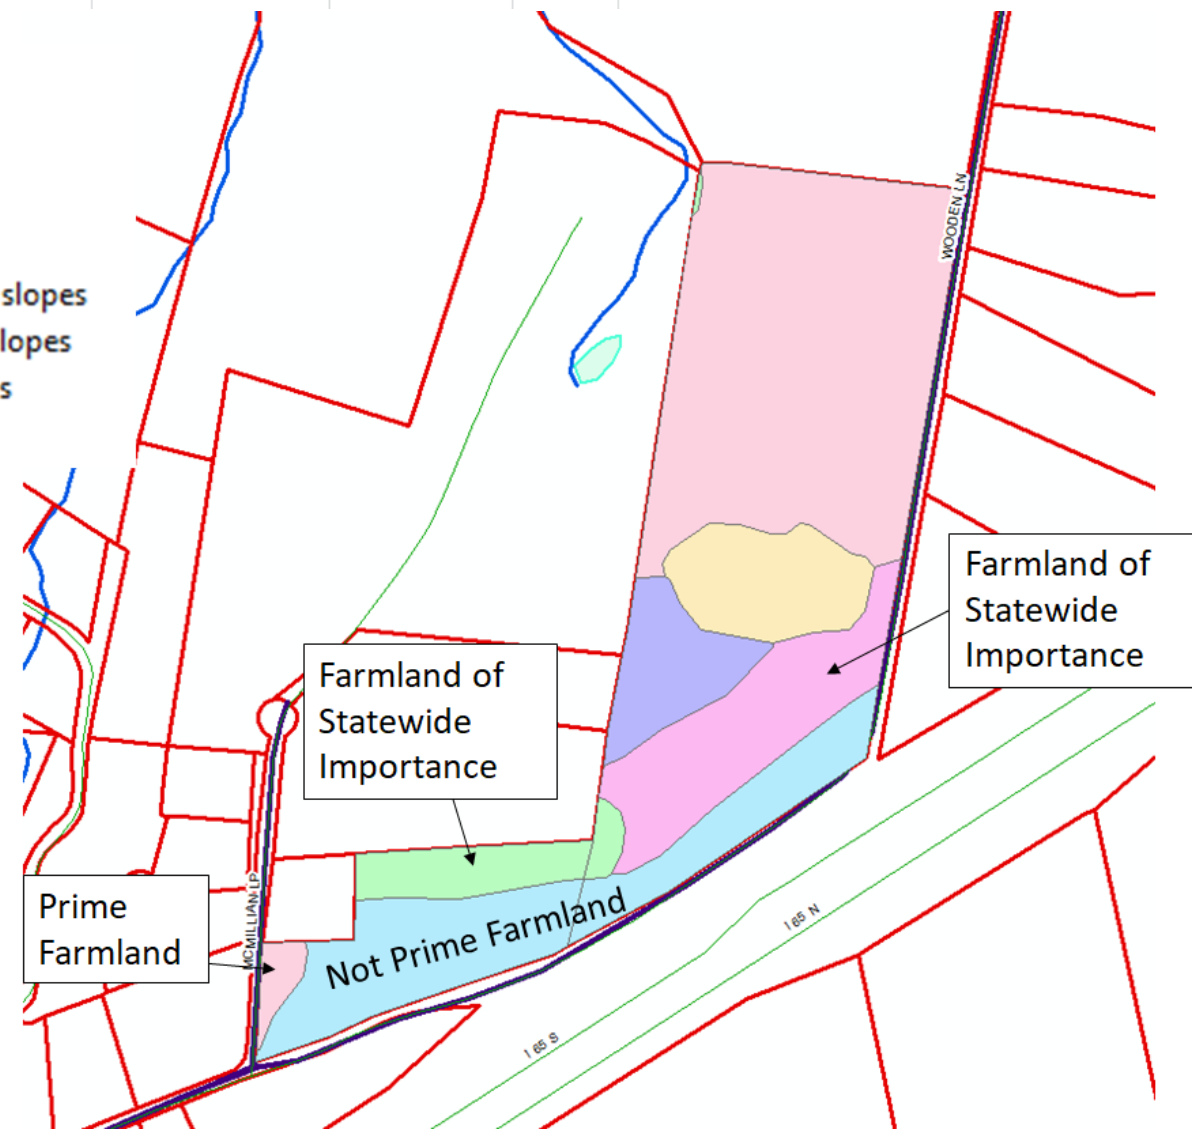 WOODEN LN
slopes
lopes
s
Farmland of
Statewide
Importance
Farmland of
Statewide
Importance
Prime
Farmland
MCMILLIAN LP
Not Prime Farmland
I 65 N
I 65 S